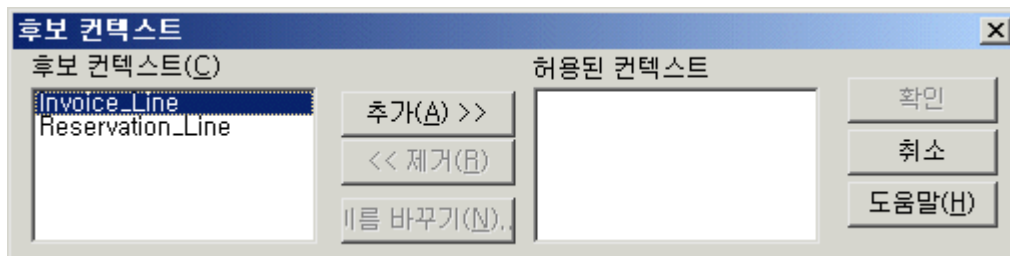 후보 컨텍스트
후보 컨텍스트(C)
Invoice_Line
Reservation_Line
추가(A) >>
<< 제거(R)
이름 바꾸기(N)..
허용된 컨텍스트
확인
취소
도움말(H)